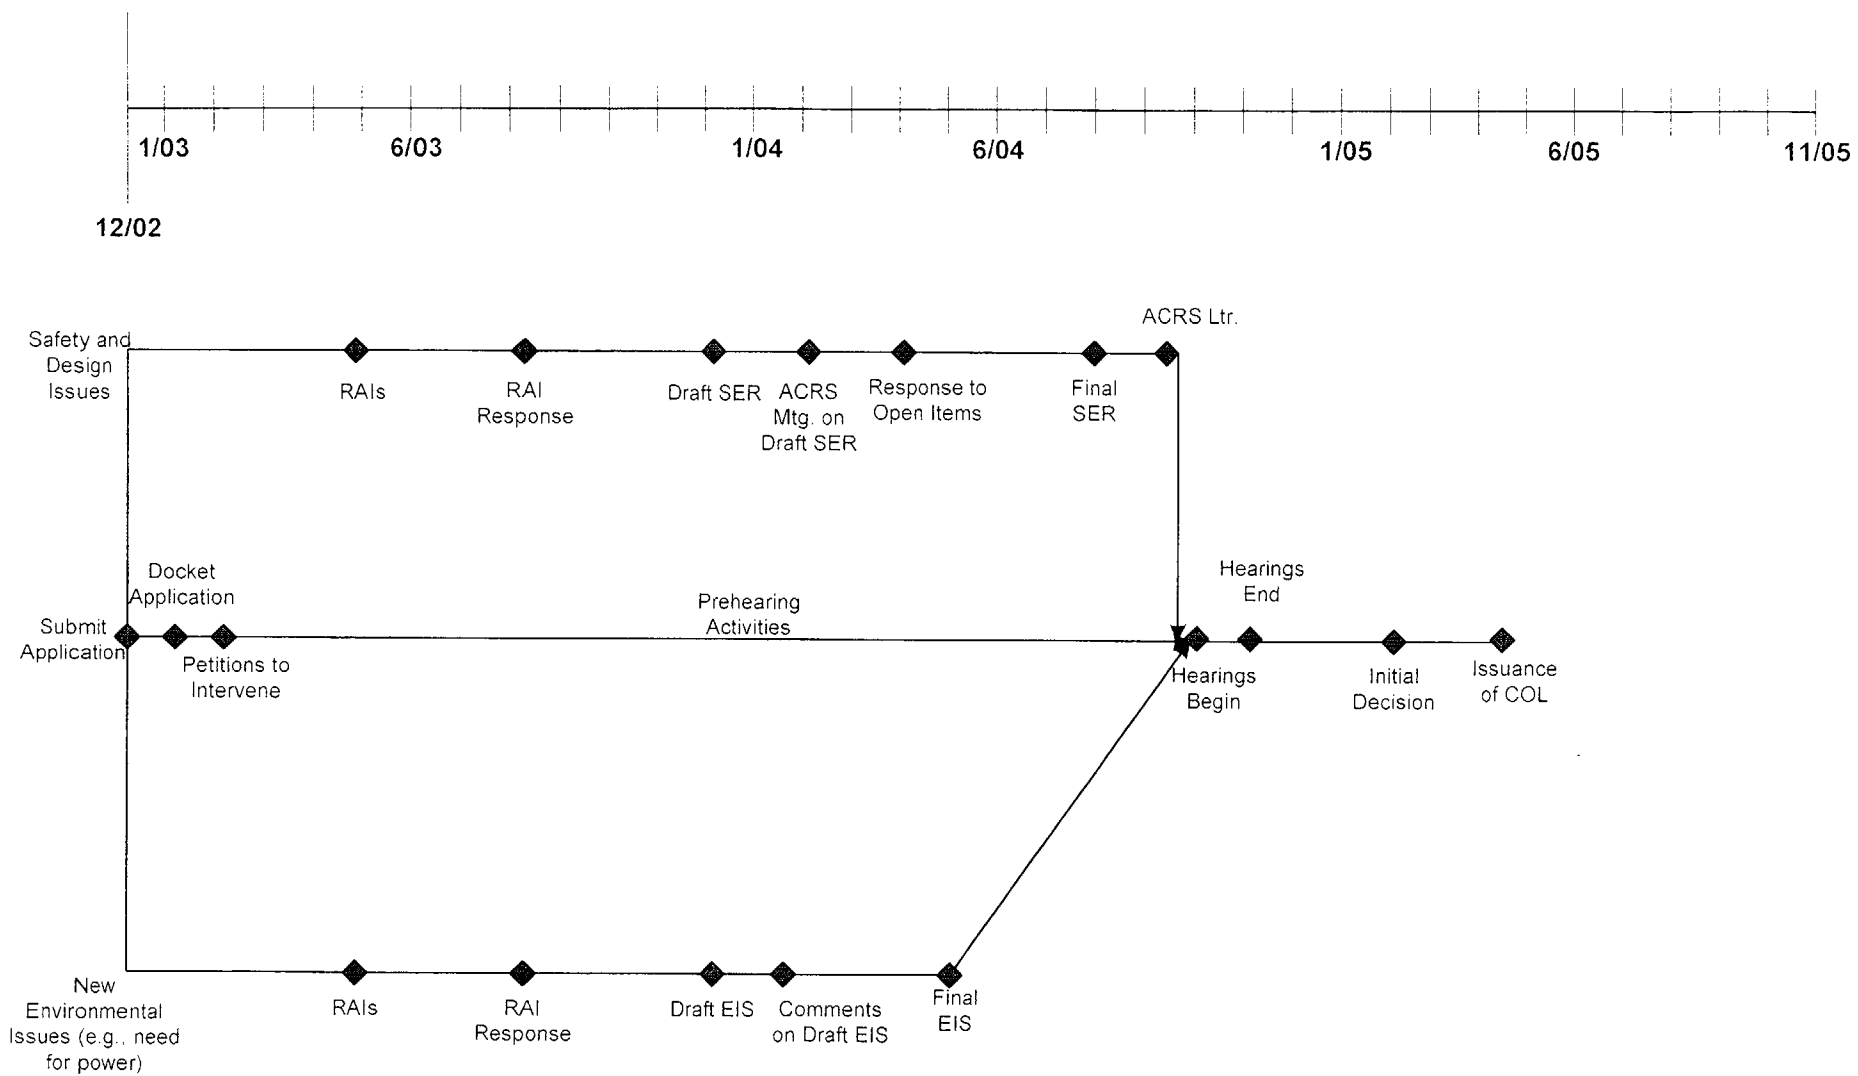 1/03 6/03 1/04 6/04 1/05 6/05 11/05
12/02
ACRS Ltr.
Safety and
Design
Issues
RAIs
RAI
Response
Draft SER
ACRS
Mtg. on
Draft SER
Response to
Open Items
Final
SER
Docket
Application
Submit
Application
Petitions to
Intervene
Prehearing
Activities
Hearings
End
Hearings
Begin
Initial
Decision
Issuance
of COL
New
Environmental
Issues (e.g., need
for power)
RAIs
RAI
Response
Draft EIS
Comments
on Draft EIS
Final
EIS